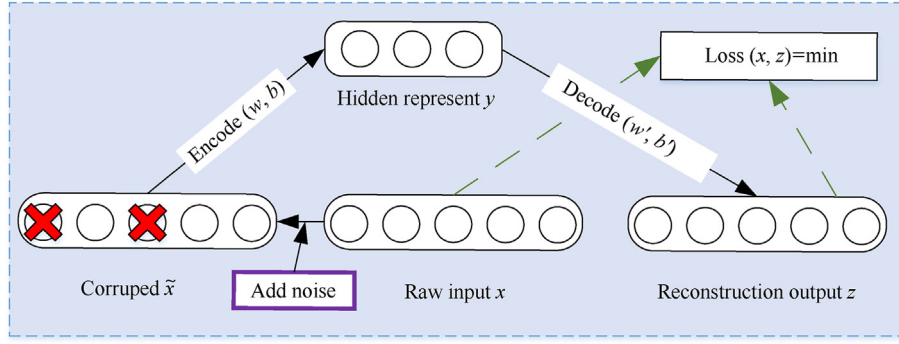 Loss (x, z)=min
Hidden represent y
Encode (w, b)
Decode (w′, b′)
Add noise
Corruped x̃
Raw input x
Reconstruction output z